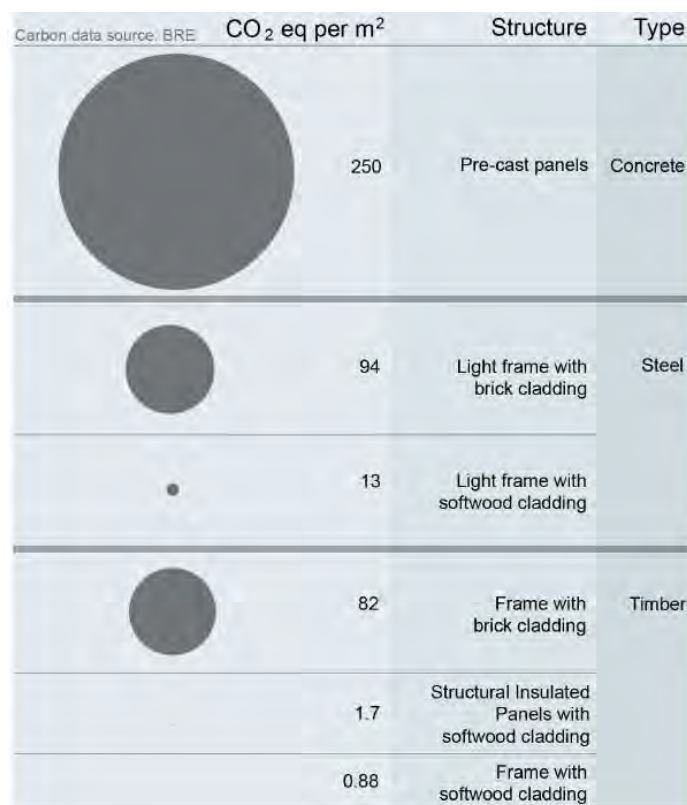 Carbon data source: BRE CO2 eq per m2 Structure Type
250 Pre-cast panels Concrete
94 Light frame with Steel
brick cladding
13 Light frame with
softwood cladding
82 Frame with Timber
brick cladding
Structural Insulated
1.7 Panels with
softwood cladding
0.88 Frame with
softwood cladding